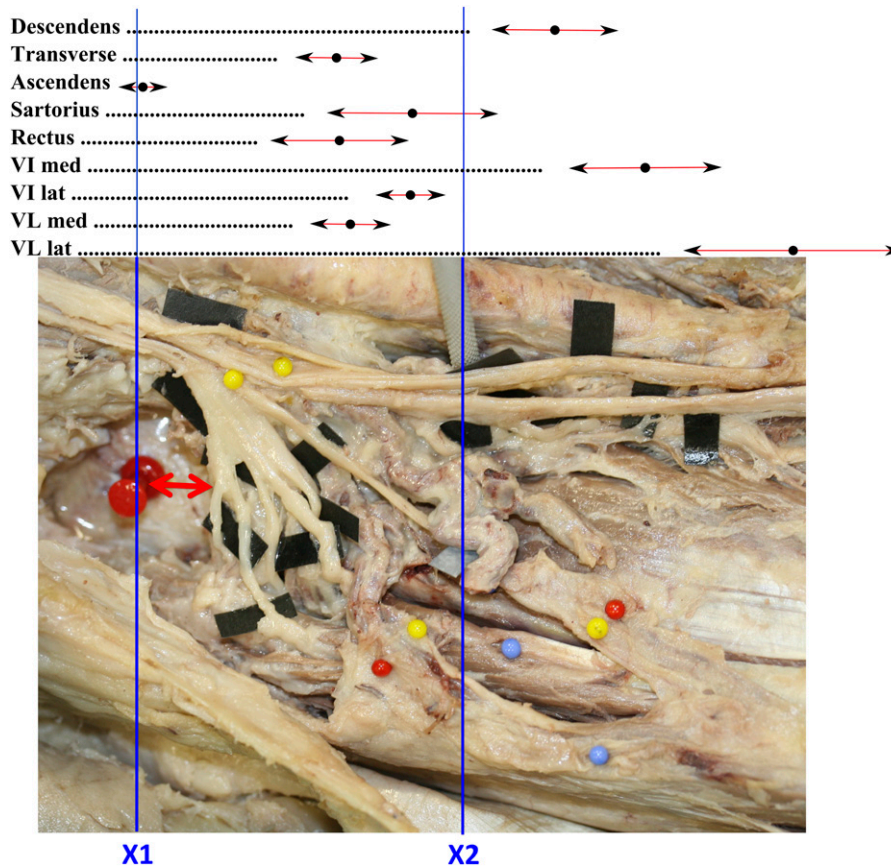 Descendens
Transverse
Ascendens
Sartorius
Rectus
VI med
VI lat
VL med
VL lat
X1 X2